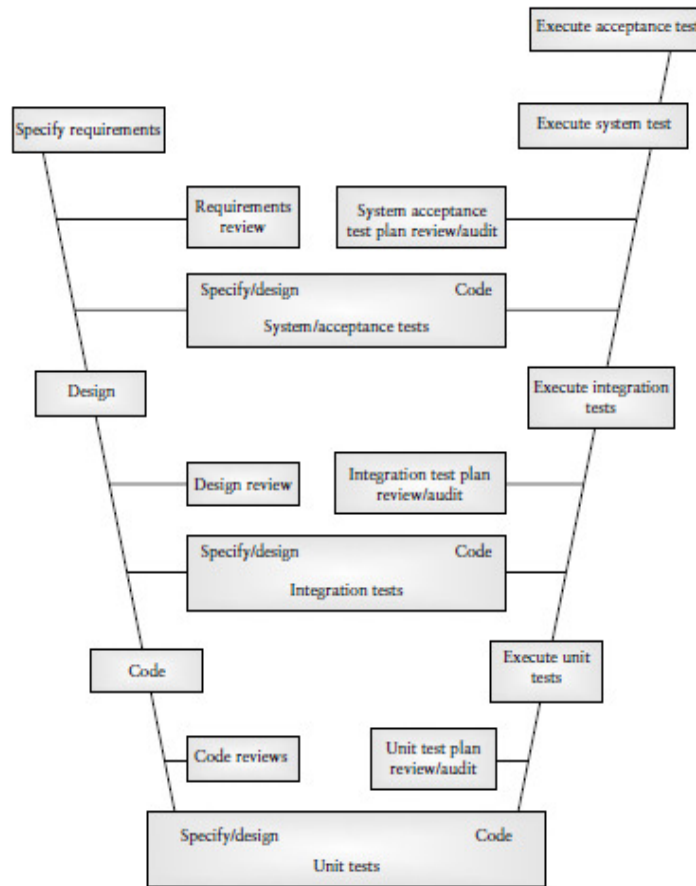 Execute acceptance test
Specify requirements
Execute system test
Requirements
review
System acceptance
test plan review/audit
Specify/design Code
System/acceptance tests
Design
Execute integration
tests
Design review
Integration test plan
review/audit
Specify/design Code
Integration tests
Code
Execute unit
tests
Code reviews
Unit test plan
review/audit
Specify/design Code
Unit tests